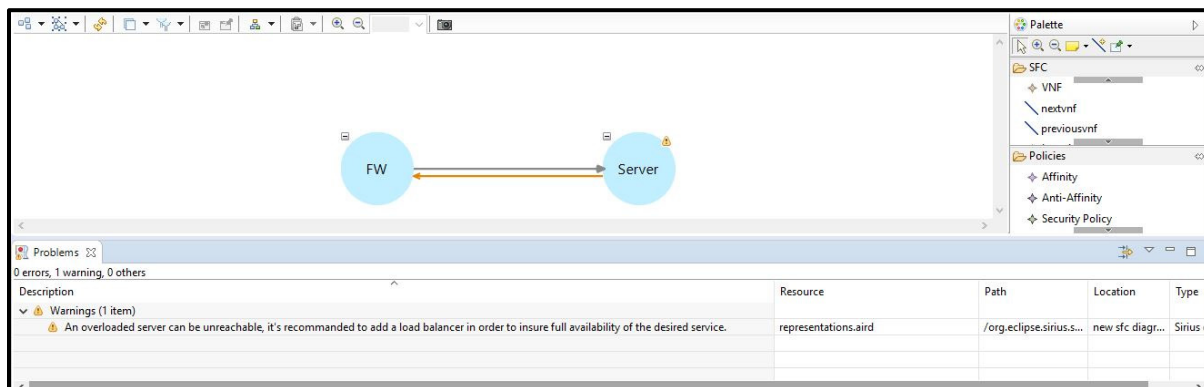 Palette
SFC
VNF
nextvnf
previousvnf
FW
Server
Policies
Affinity
Anti-Affinity
Security Policy
Problems
0 errors, 1 warning, 0 others
Description Resource Path Location Type
Warnings (1 item)
An overloaded server can be unreachable, it's recommanded to add a load balancer in order to insure full availability of the desired service. representations.aird /org.eclipse.sirius.s... new sfc diagr... Sirius